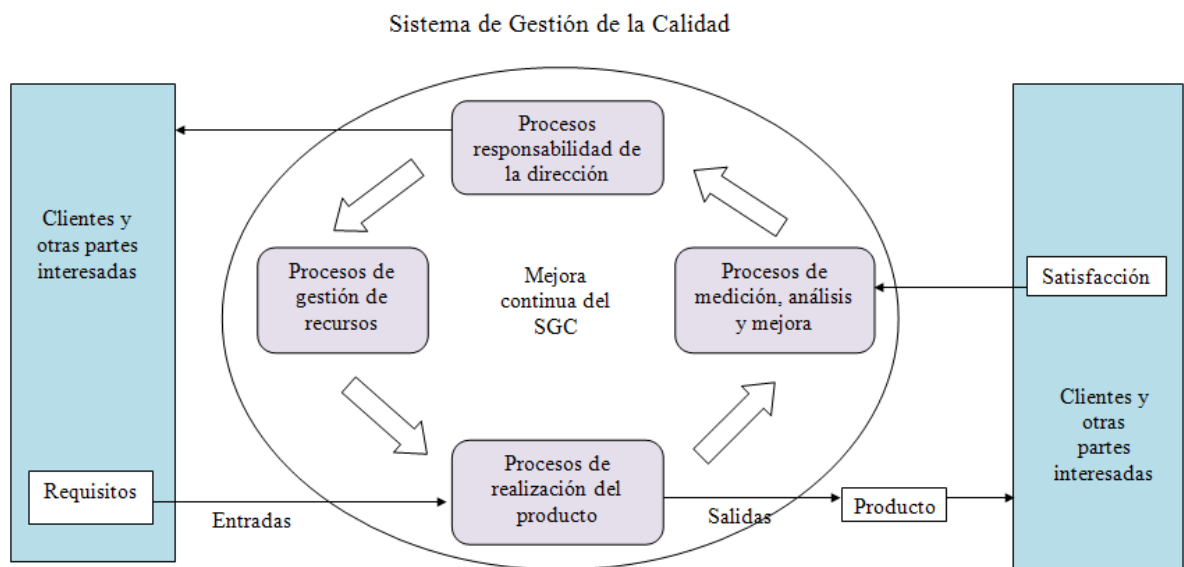 Sistema de Gestión de la Calidad
Procesos
responsabilidad de
la dirección
Clientes y
otras partes
interesadas
Procesos de
gestión de
recursos
Mejora
continua del
SGC
Procesos de
medición, análisis
y mejora
Satisfacción
Clientes y
otras
partes
interesadas
Requisitos
Entradas
Procesos de
realización del
producto
Salidas
Producto